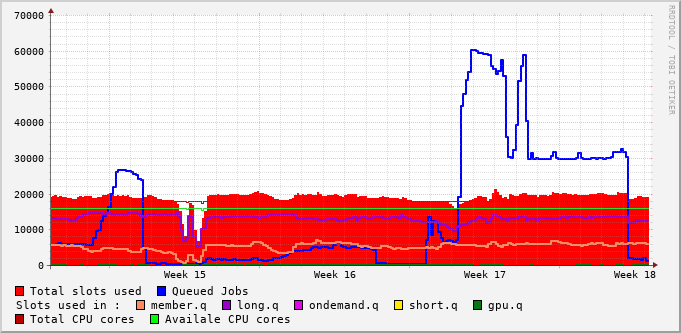 70000
60000
50000
40000
30000
20000
10000
0
Week 15 Week 16 Week 17 Week 18
Total slots used Queued Jobs
Slots used in : member.q long.q ondemand.q short.q gpu.q
Total CPU cores Availale CPU cores
RRDTOOL / TOBI OETIKER